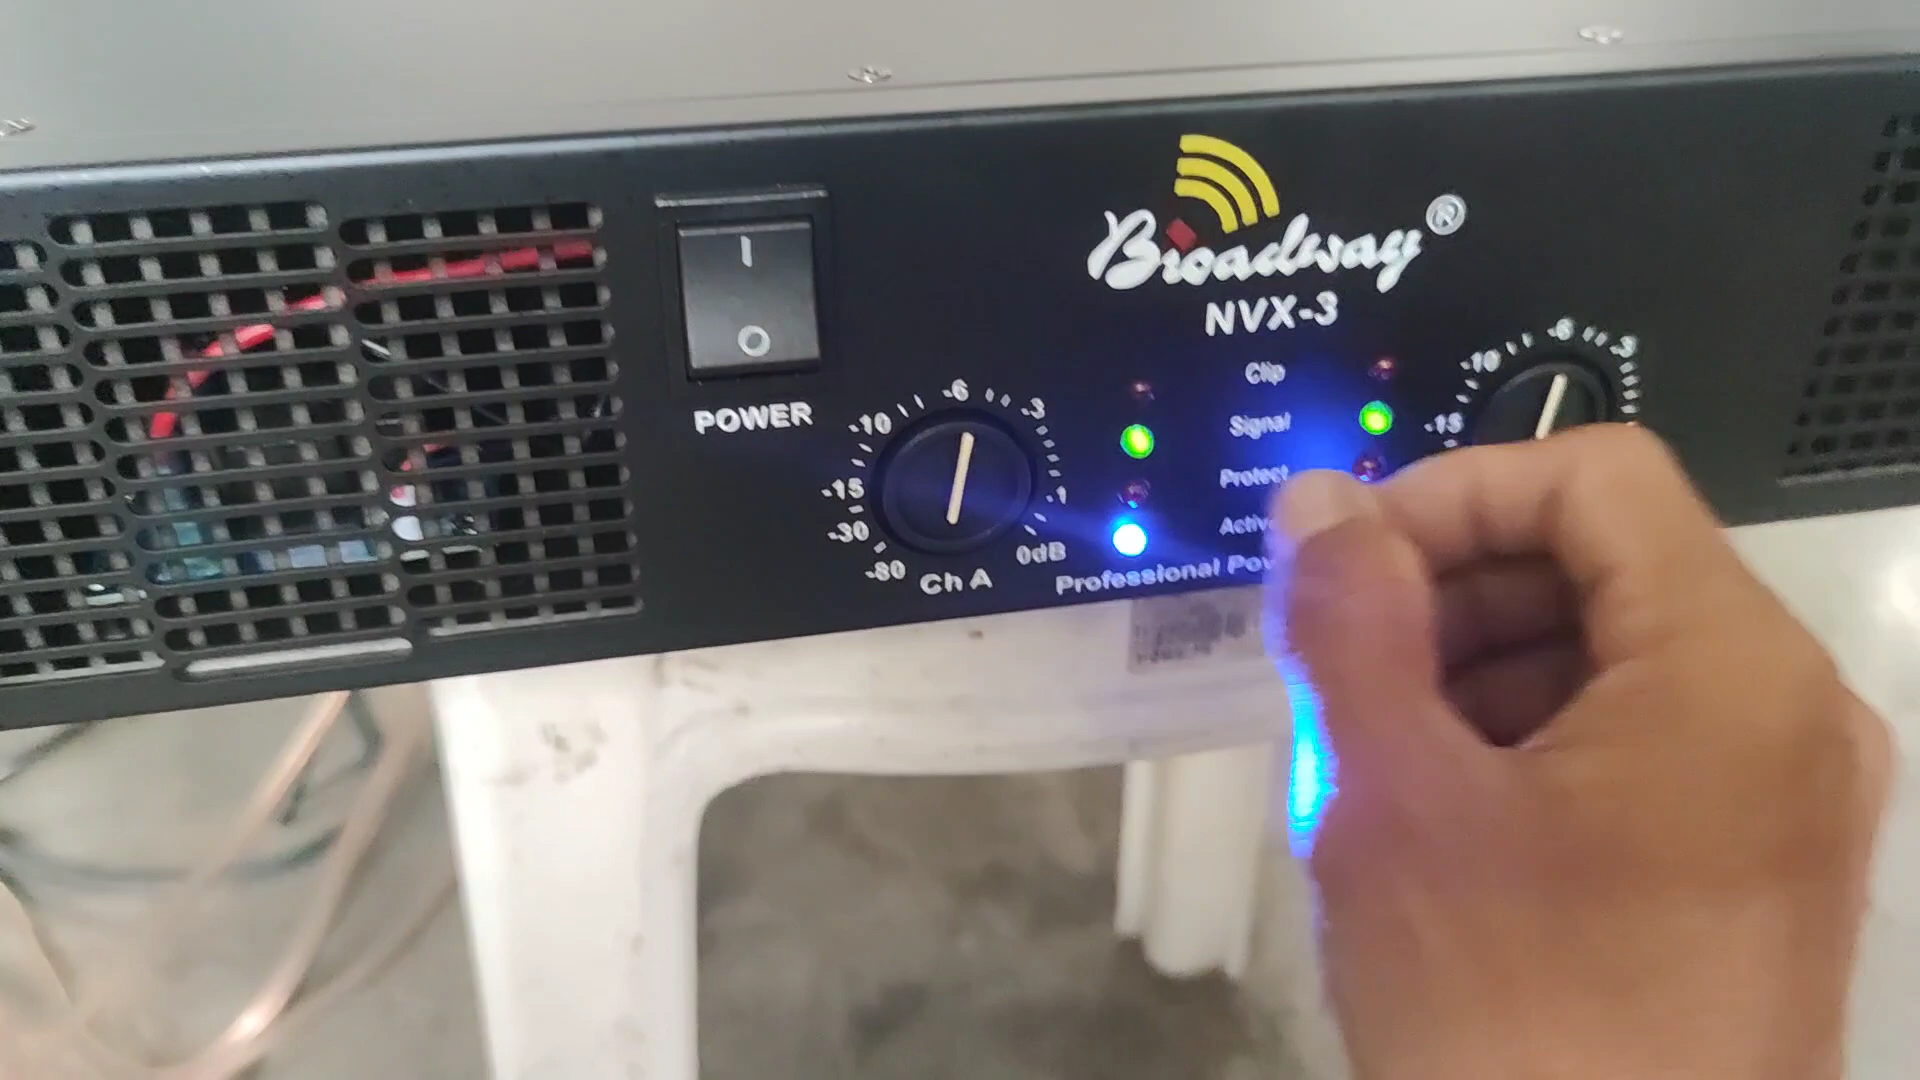 Broadway®
NVX-3
POWER
I
O
-6
-10
-3
-15
-1
-30
-80
0dB
Ch A
Clip
Signal
Protect
Professional
-6
-10
-3
-15